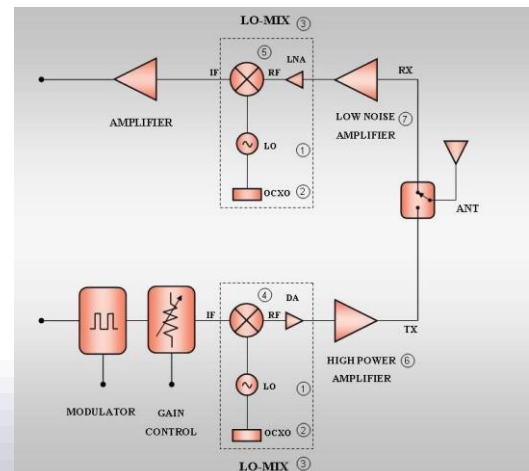 LO-MIX ③
⑤
IF
RF
LNA
RX
AMPLIFIER
LOW NOISE ⑦
AMPLIFIER
LO ①
OCXO ②
ANT
④
IF
RF
DA
TX
HIGH POWER ⑥
AMPLIFIER
LO ①
MODULATOR
GAIN
CONTROL
OCXO ②
LO-MIX ③